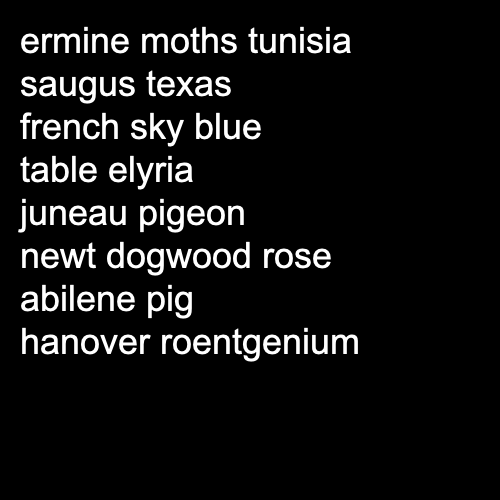 ermine moths tunisia
saugus texas
french sky blue
table elyria
juneau pigeon
newt dogwood rose
abilene pig
hanover roentgenium